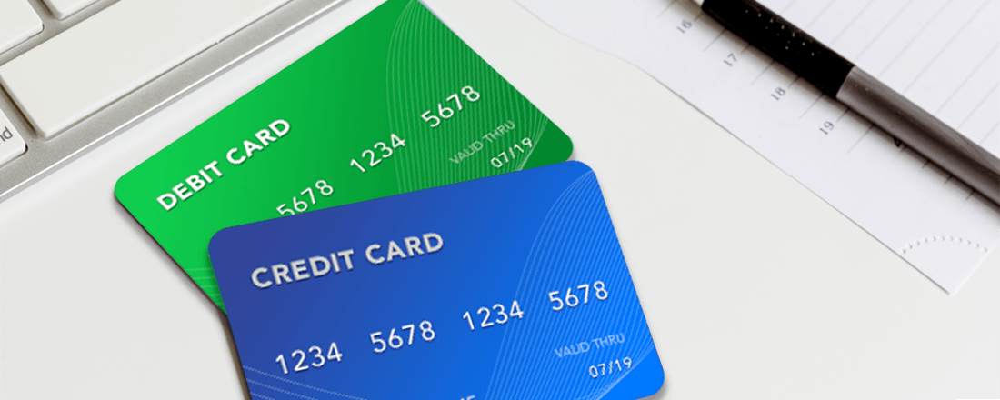 DEBIT CARD
5678 1234 5678
VALID THRU
07/19
CREDIT CARD
1234 5678 1234 5678
VALID THRU
07/19
16
17
18
19